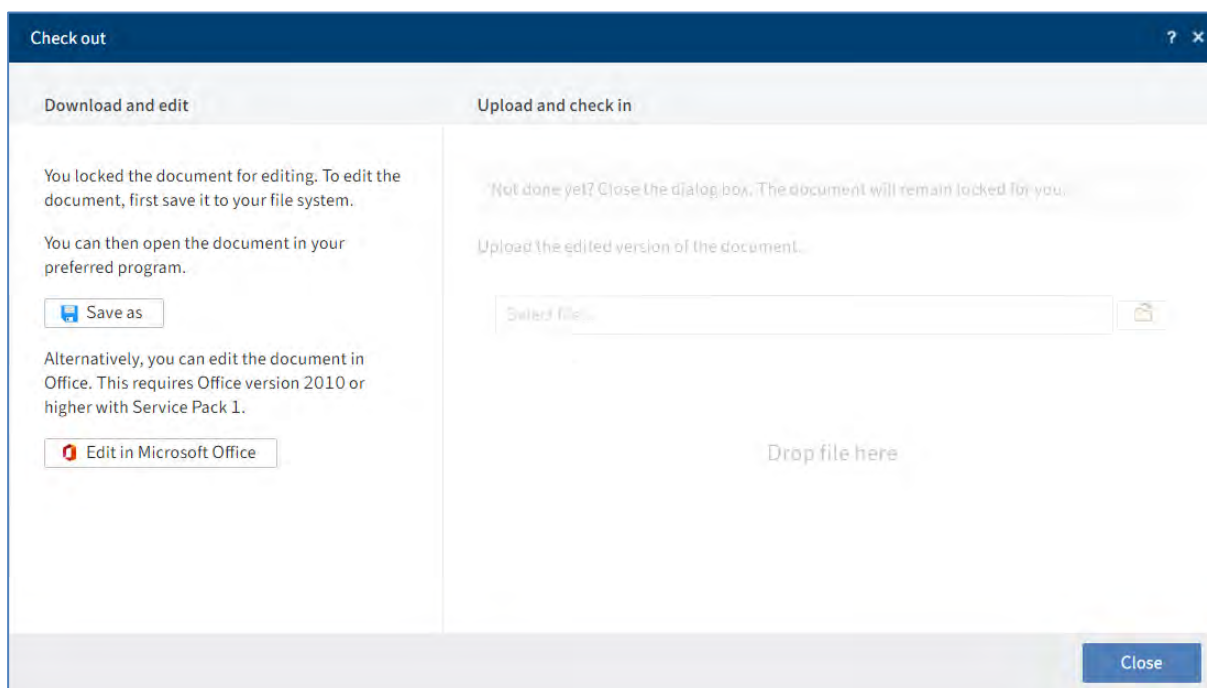 Check out
? ×
Download and edit
You locked the document for editing. To edit the
document, first save it to your file system.
You can then open the document in your
preferred program.
Save as
Alternatively, you can edit the document in
Office. This requires Office version 2010 or
higher with Service Pack 1.
Edit in Microsoft Office
Upload and check in
Not done yet? Close the dialog box. The document will remain locked for you.
Upload the edited version of the document.
Select file...
Drop file here
Close